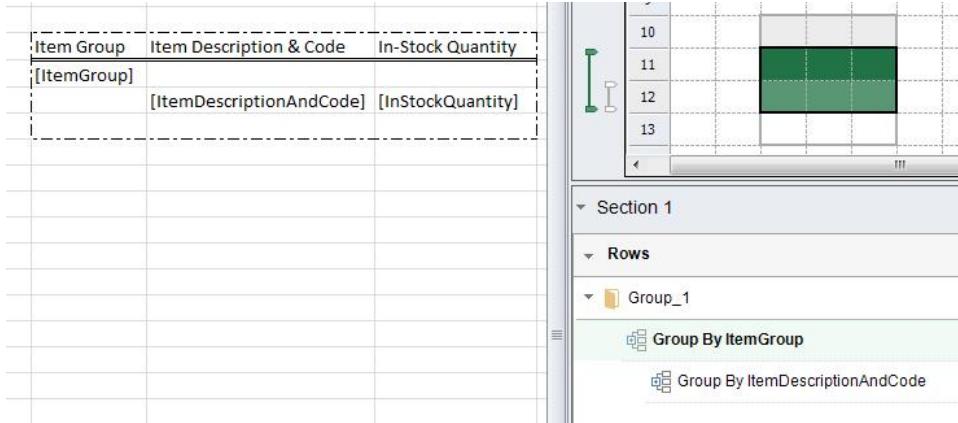 Item Group Item Description & Code In-Stock Quantity
[ItemGroup]
[ItemDescriptionAndCode] [InStockQuantity]
10
11
12
13
Section 1
Rows
Group_1
Group By ItemGroup
Group By ItemDescriptionAndCode